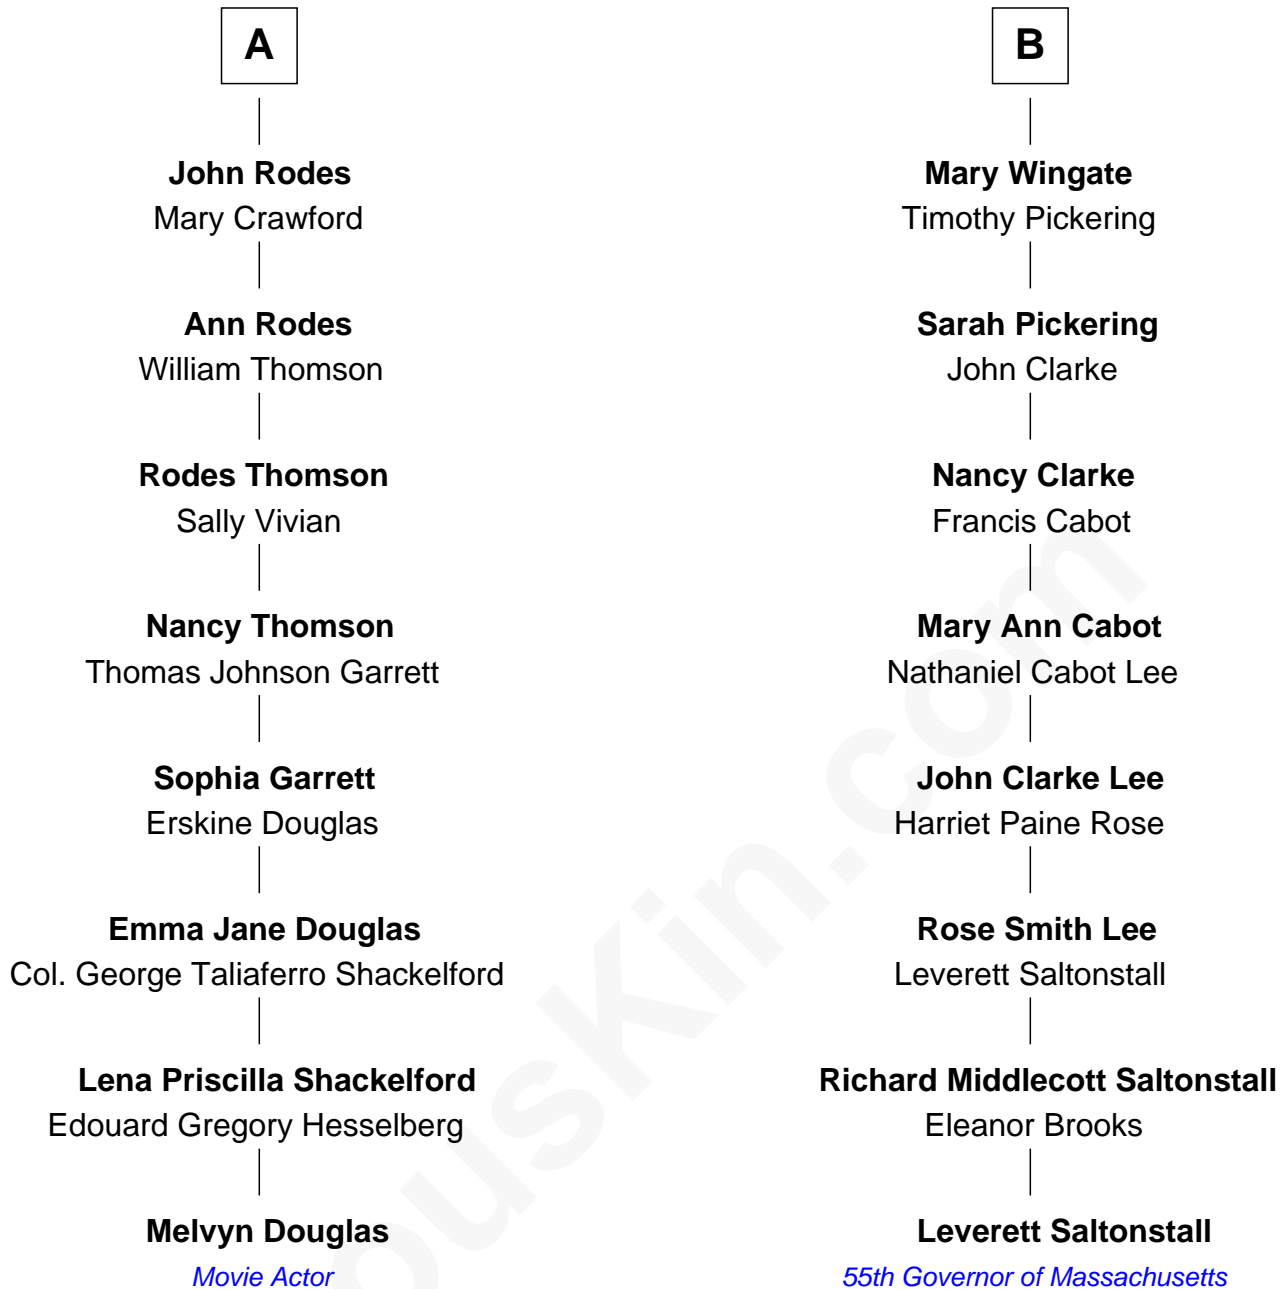 A
John Rodes
Mary Crawford
Ann Rodes
William Thomson
Rodes Thomson
Sally Vivian
Nancy Thomson
Thomas Johnson Garrett
Sophia Garrett
Erskine Douglas
Emma Jane Douglas
Col. George Taliaferro Shackelford
Lena Priscilla Shackelford
Edouard Gregory Hesselberg
Melvyn Douglas
Movie Actor
B
Mary Wingate
Timothy Pickering
Sarah Pickering
John Clarke
Nancy Clarke
Francis Cabot
Mary Ann Cabot
Nathaniel Cabot Lee
John Clarke Lee
Harriet Paine Rose
Rose Smith Lee
Leverett Saltonstall
Richard Middlecott Saltonstall
Eleanor Brooks
Leverett Saltonstall
55th Governor of Massachusetts
ousKin.com